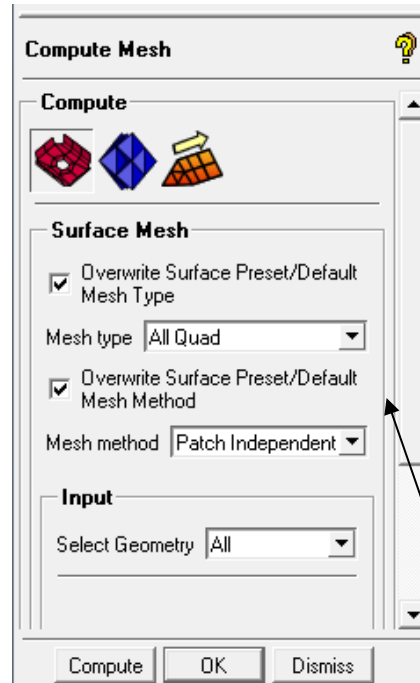 Compute Mesh
Compute
Surface Mesh
Overwrite Surface Preset/Default
Mesh Type
Mesh type All Quad
Overwrite Surface Preset/Default
Mesh Method
Mesh method Patch Independent
Input
Select Geometry All
Compute OK Dismiss